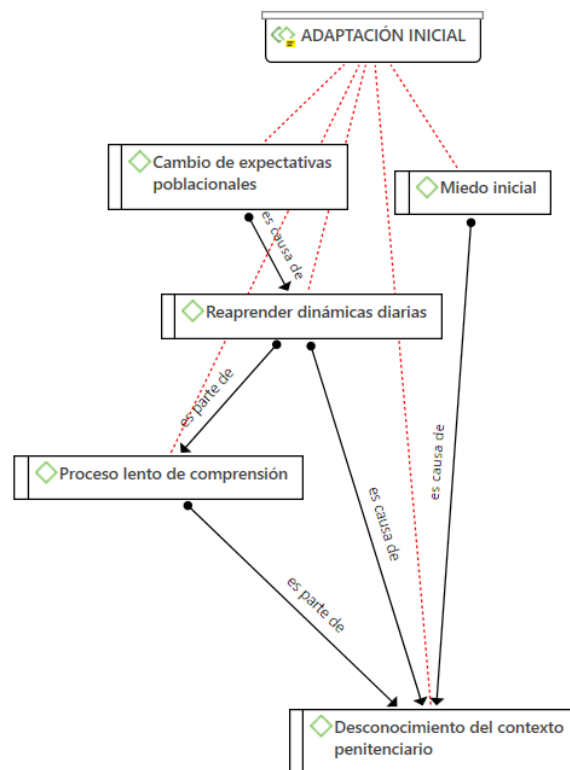 ADAPTACIÓN INICIAL
Cambio de expectativas
poblacionales
Miedo inicial
es causa de
Reaprender dinámicas diarias
es parte de
Proceso lento de comprensión
es causa de
es causa de
es parte de
Desconocimiento del contexto
penitenciario